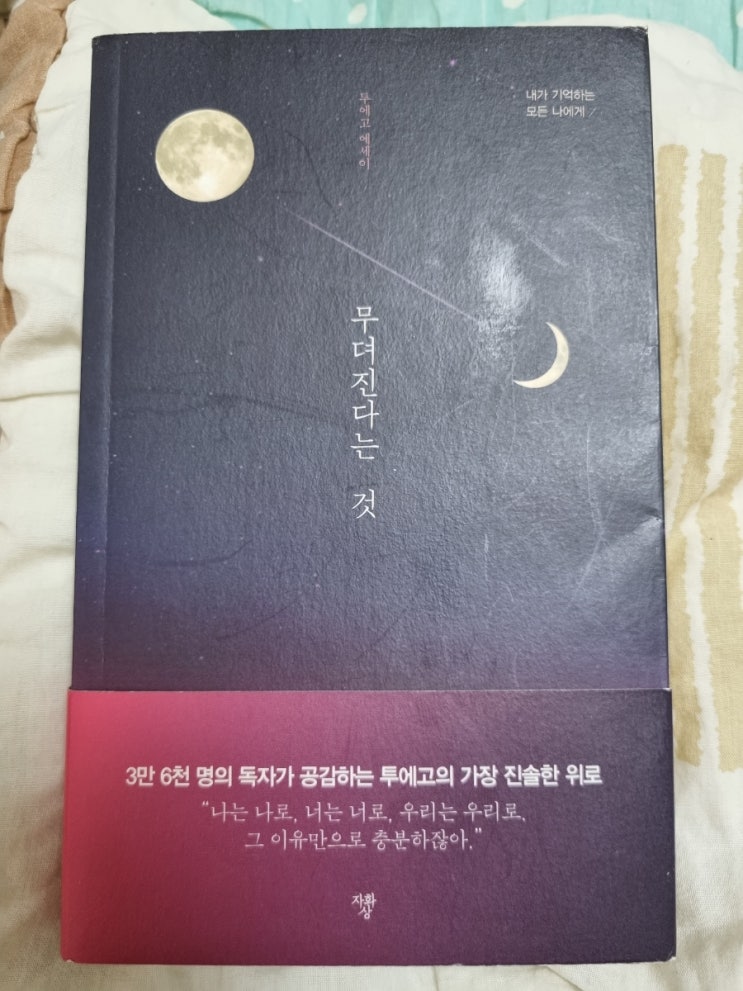 내가 기억하는
모든 나에게 /
투에고 에세이
무뎌진다는 것
3만 6천 명의 독자가 공감하는 투에고의 가장 진솔한 위로
“나는 나로, 너는 너로, 우리는 우리로,
그 이유만으로 충분하잖아.”
자화상